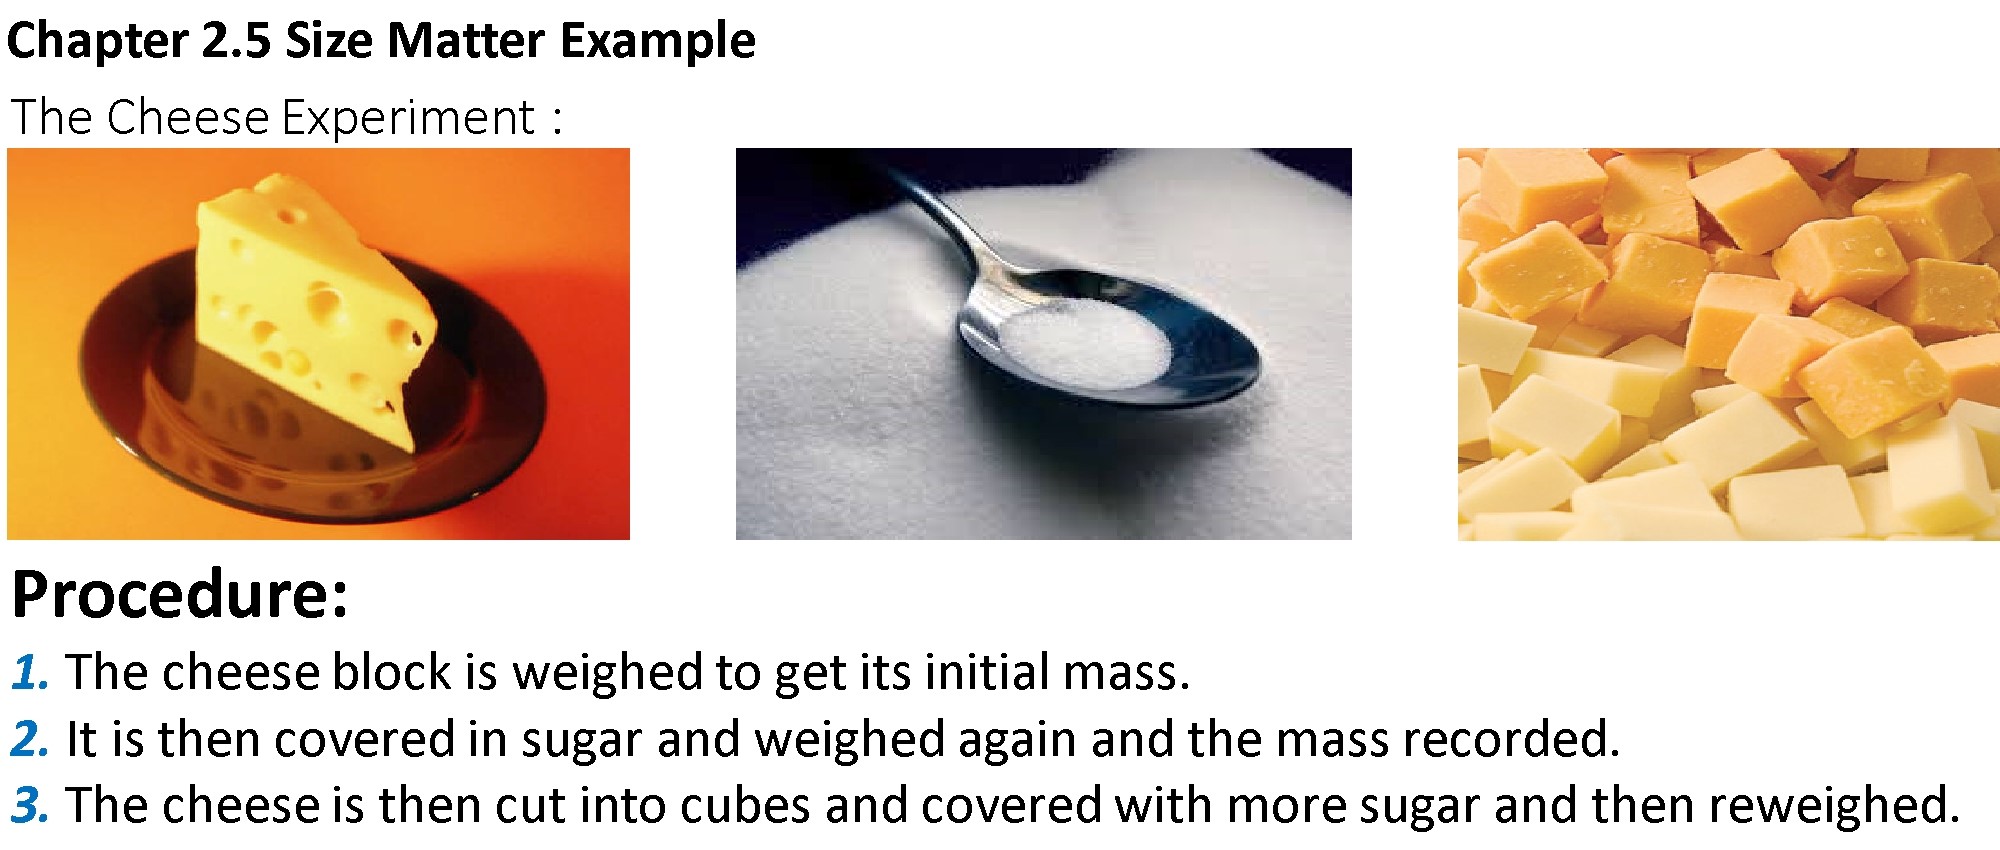 Chapter 2.5 Size Matter Example
The Cheese Experiment :
Procedure:
1. The cheese block is weighed to get its initial mass.
2. It is then covered in sugar and weighed again and the mass recorded.
3. The cheese is then cut into cubes and covered with more sugar and then reweighed.